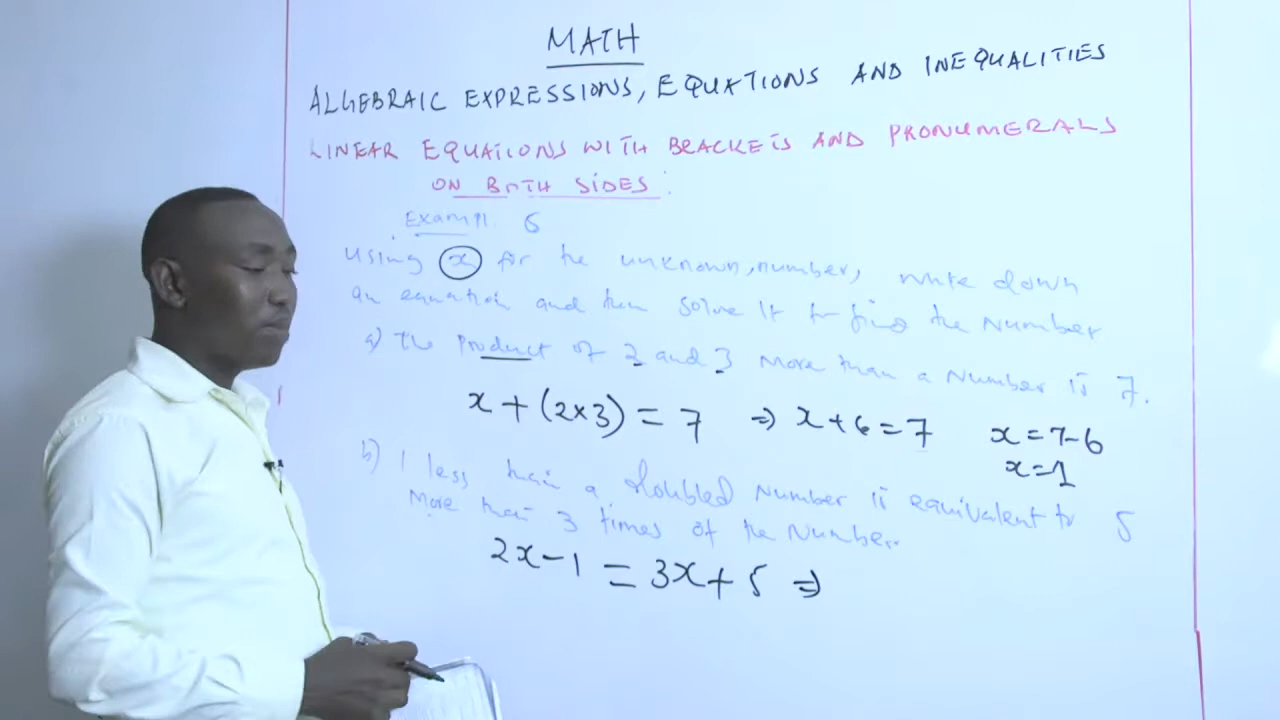 MATH
ALGEBRAIC EXPRESSIONS, EQUATIONS AND INEQUALITIES
LINEAR EQUATIONS WITH BRACKETS AND PRONUMERALS
ON BOTH SIDES:
Example 6
Using x for the unknown, number, write down
an equation and then solve it to find the Number
a) The product of 2 and 3 more than a Number is 7.
x + (2×3) = 7 ⇒ x + 6 = 7 x = 7-6
x = 1
b) 1 less than a doubled Number is equivalent to 5
More than 3 times of the Number.
2x - 1 = 3x + 5 ⇒